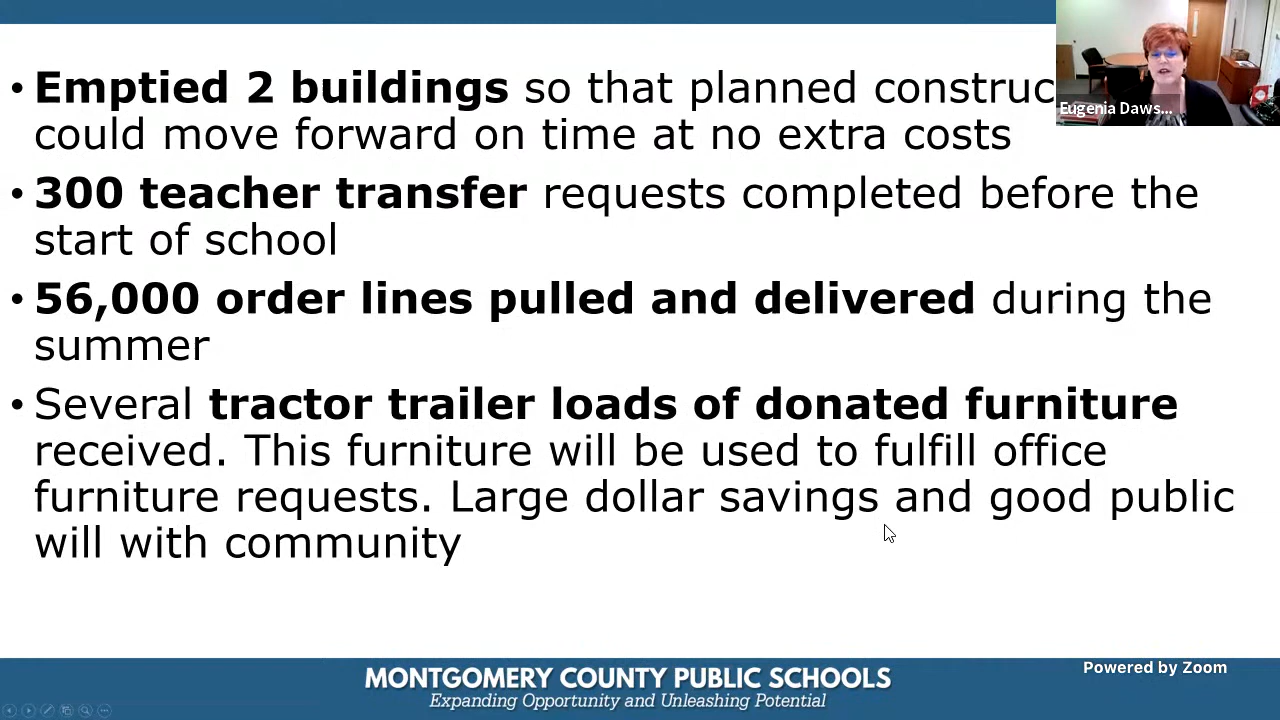 • Emptied 2 buildings so that planned construc
could move forward on time at no extra costs
• 300 teacher transfer requests completed before the
start of school
• 56,000 order lines pulled and delivered during the
summer
• Several tractor trailer loads of donated furniture
received. This furniture will be used to fulfill office
furniture requests. Large dollar savings and good public
will with community
Eugenia Daws...
Powered by Zoom
MONTGOMERY COUNTY PUBLIC SCHOOLS
Expanding Opportunity and Unleashing Potential